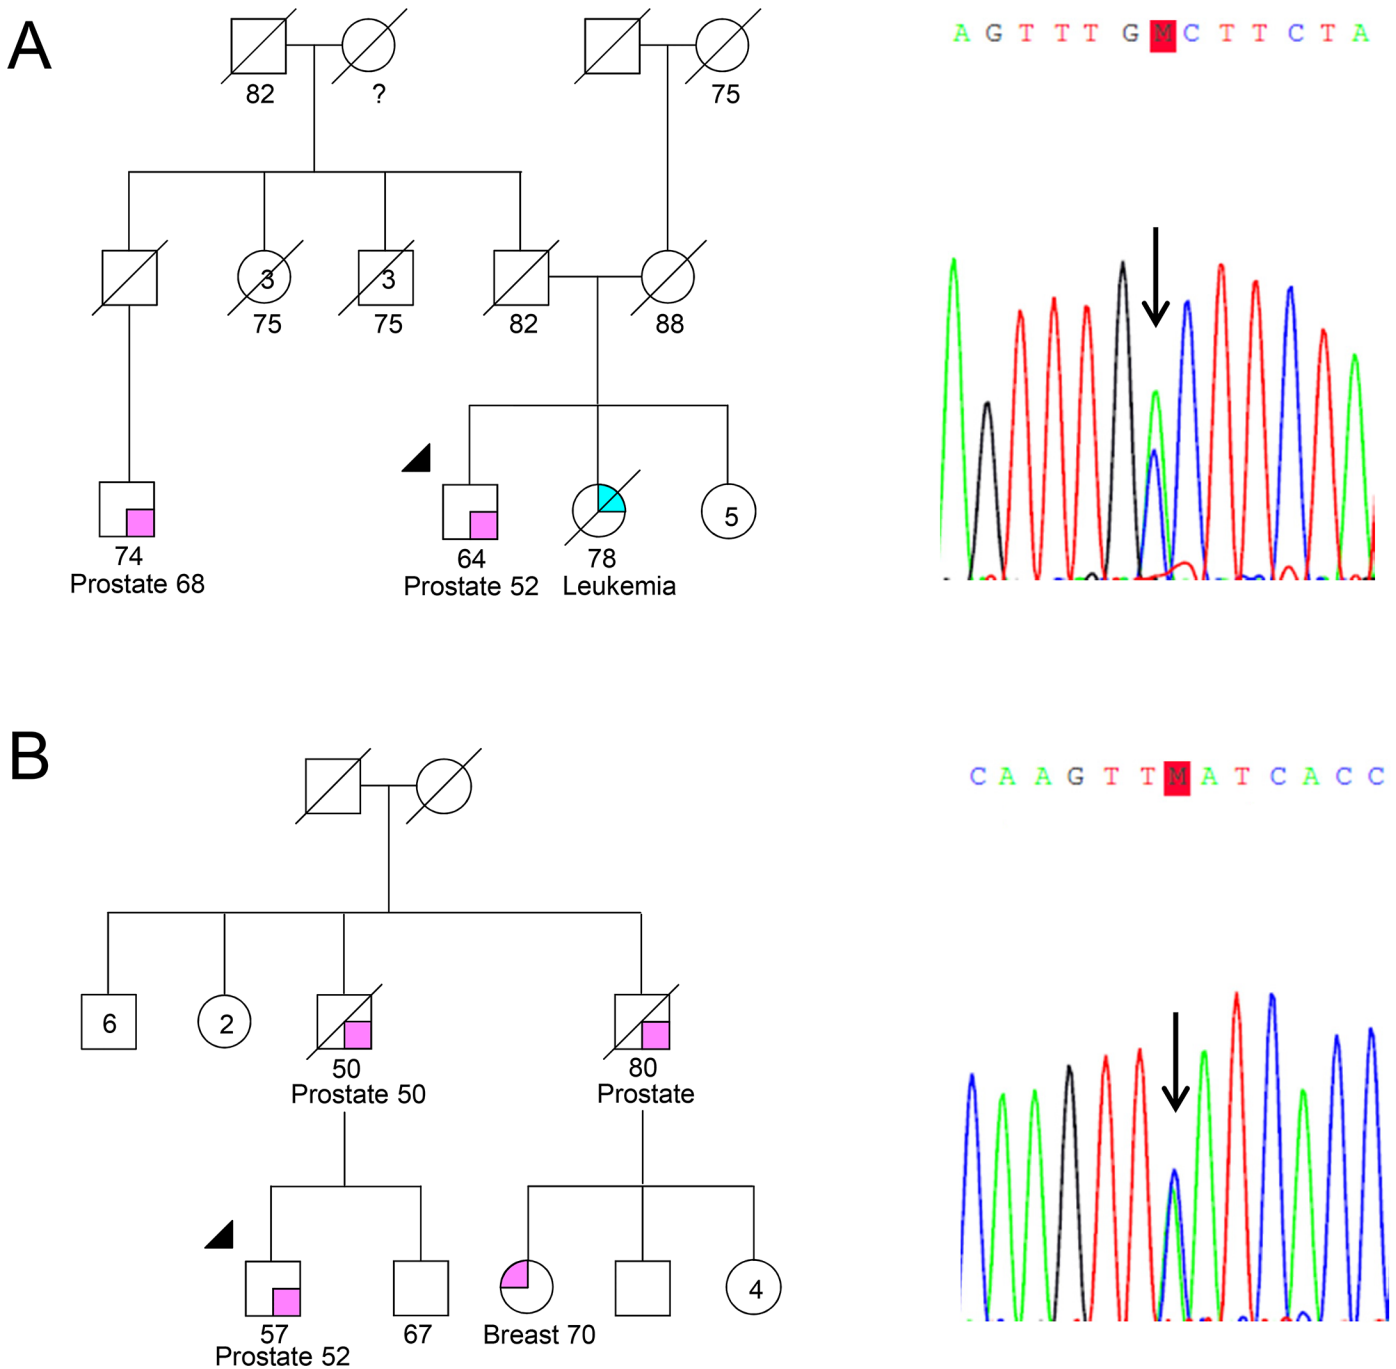 A
A G T T T G M C T T C T A
82 ? 75
3 3
75 75 82 88
5
74 64 78
Prostate 68 Prostate 52 Leukemia
B
C A A G T T M A T C A C C
6 2
50 80
Prostate 50 Prostate
4
57 67 Breast 70
Prostate 52